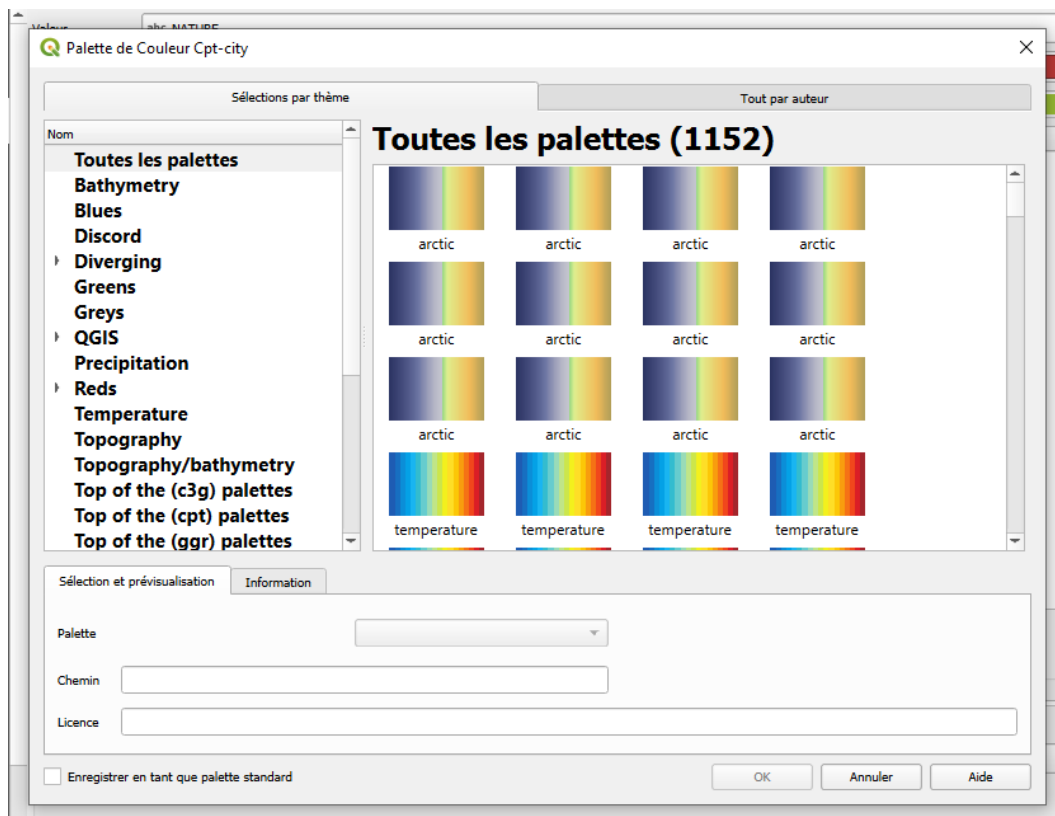 Valeur
abc NATURE
Palette de Couleur Cpt-city
Sélections par thème
Tout par auteur
Nom
Toutes les palettes
Bathymetry
Blues
Discord
Diverging
Greens
Greys
QGIS
Precipitation
Reds
Temperature
Topography
Topography/bathymetry
Top of the (c3g) palettes
Top of the (cpt) palettes
Top of the (ggr) palettes
Toutes les palettes (1152)
arctic arctic arctic arctic
arctic arctic arctic arctic
arctic arctic arctic arctic
temperature temperature temperature temperature
Sélection et prévisualisation
Information
Palette
Chemin
Licence
Enregistrer en tant que palette standard
OK
Annuler
Aide